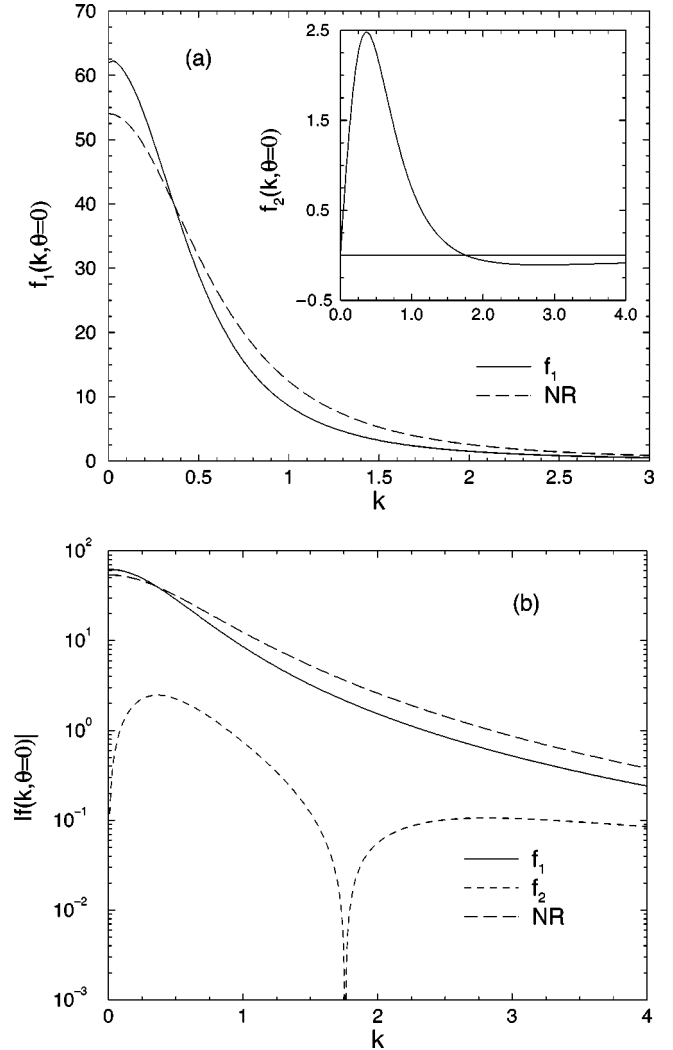 (a)
f₁(k,θ=0)
70
60
50
40
30
20
10
0
0 0.5 1 1.5 2 2.5 3
k
f₁
NR
f₂(k,θ=0)
2.5
1.5
0.5
−0.5
0.0 1.0 2.0 3.0 4.0
(b)
|f(k,θ=0)|
10²
10¹
10⁰
10⁻¹
10⁻²
10⁻³
0 1 2 3 4
k
f₁
f₂
NR